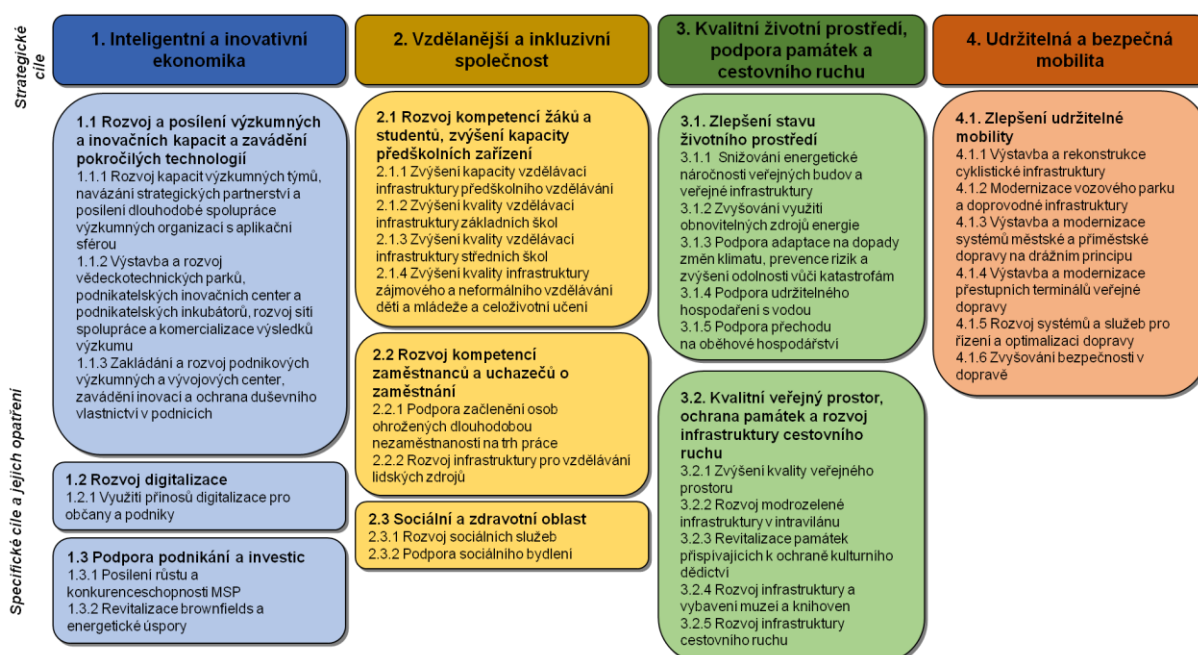 Strategické
cíle
1. Inteligentní a inovativní
ekonomika
2. Vzdělanější a inkluzivní
společnost
3. Kvalitní životní prostředí,
podpora památek a
cestovního ruchu
4. Udržitelná a bezpečná
mobilita
Specifické cíle a jejich opatření
1.1 Rozvoj a posílení výzkumných
a inovačních kapacit a zavádění
pokročilých technologií
1.1.1 Rozvoj kapacit výzkumných týmů,
navázání strategických partnerství a
posílení dlouhodobé spolupráce
výzkumných organizací s aplikační
sférou
1.1.2 Výstavba a rozvoj
vědeckotechnických parků,
podnikatelských inovačních center a
podnikatelských inkubátorů, rozvoj sítí
spolupráce a komercializace výsledků
výzkumu
1.1.3 Zakládání a rozvoj podnikových
výzkumných a vývojových center,
zavádění inovací a ochrana duševního
vlastnictví v podnicích
1.2 Rozvoj digitalizace
1.2.1 Využití přínosů digitalizace pro
občany a podniky
1.3 Podpora podnikání a investic
1.3.1 Posílení růstu a
konkurenceschopnosti MSP
1.3.2 Revitalizace brownfields a
energetické úspory
2.1 Rozvoj kompetencí žáků a
studentů, zvýšení kapacity
předškolních zařízení
2.1.1 Zvýšení kapacity vzdělávací
infrastruktury předškolního vzdělávání
2.1.2 Zvýšení kvality vzdělávací
infrastruktury základních škol
2.1.3 Zvýšení kvality vzdělávací
infrastruktury středních škol
2.1.4 Zvýšení kvality infrastruktury
zájmového a neformálního vzdělávání
dětí a mládeže a celoživotní učení
2.2 Rozvoj kompetencí
zaměstnanců a uchazečů o
zaměstnání
2.2.1 Podpora začlenění osob
ohrožených dlouhodobou
nezaměstnaností na trh práce
2.2.2 Rozvoj infrastruktury pro vzdělávání
lidských zdrojů
2.3 Sociální a zdravotní oblast
2.3.1 Rozvoj sociálních služeb
2.3.2 Podpora sociálního bydlení
3.1. Zlepšení stavu
životního prostředí
3.1.1 Snižování energetické
náročnosti veřejných budov a
veřejné infrastruktury
3.1.2 Zvyšování využití
obnovitelných zdrojů energie
3.1.3 Podpora adaptace na dopady
změn klimatu, prevence rizik a
zvýšení odolnosti vůči katastrofám
3.1.4 Podpora udržitelného
hospodaření s vodou
3.1.5 Podpora přechodu
na oběhové hospodářství
3.2. Kvalitní veřejný prostor,
ochrana památek a rozvoj
infrastruktury cestovního
ruchu
3.2.1 Zvýšení kvality veřejného
prostoru
3.2.2 Rozvoj modrozelené
infrastruktury v intravilánu
3.2.3 Revitalizace památek
přispívajících k ochraně kulturního
dědictví
3.2.4 Rozvoj infrastruktury a
vybavení muzeí a knihoven
3.2.5 Rozvoj infrastruktury
cestovního ruchu
4.1. Zlepšení udržitelné
mobility
4.1.1 Výstavba a rekonstrukce
cyklistické infrastruktury
4.1.2 Modernizace vozového parku
a doprovodné infrastruktury
4.1.3 Výstavba a modernizace
systémů městské a příměstské
dopravy na drážním principu
4.1.4 Výstavba a modernizace
přestupních terminálů veřejné
dopravy
4.1.5 Rozvoj systémů a služeb pro
řízení a optimalizaci dopravy
4.1.6 Zvyšování bezpečnosti v
dopravě